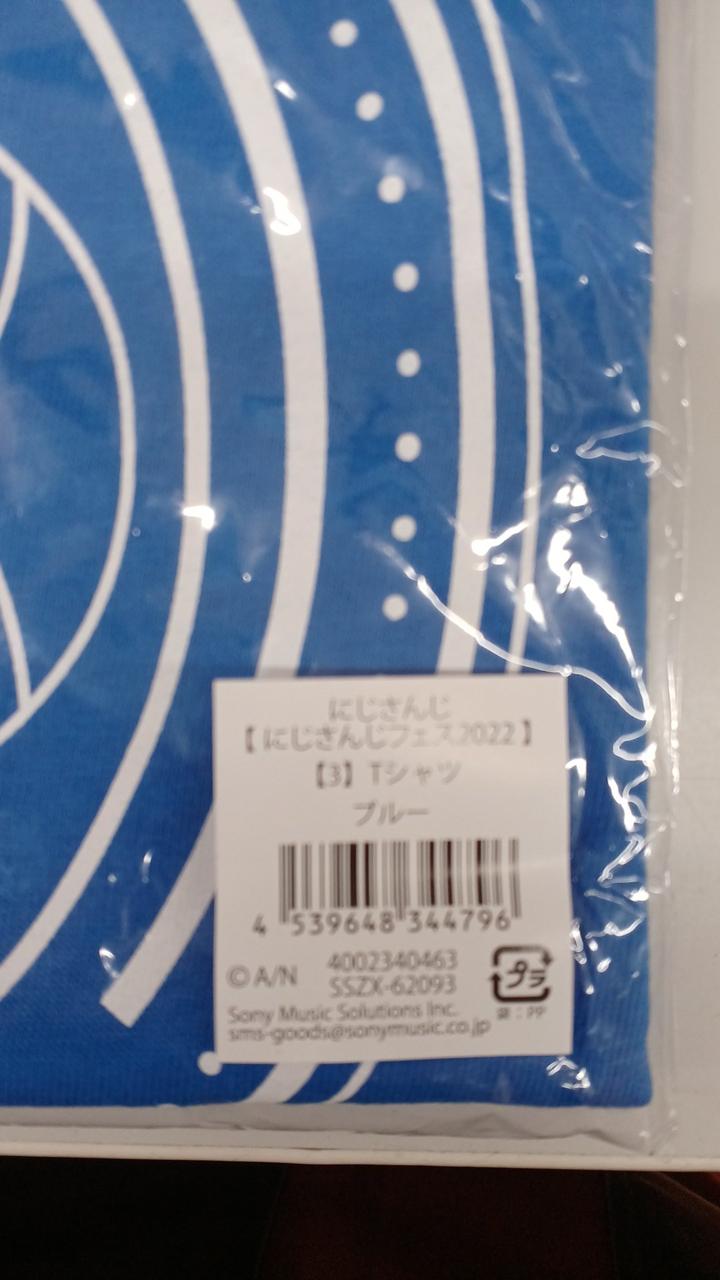 にじさんじ
【 にじさんじフェス2022 】
【3】Tシャツ
ブルー
4 539648 344796
© A/N
4002340463
SSZX-62093
プラ
袋：PP
Sony Music Solutions Inc.
sms-goods@sonymusic.co.jp